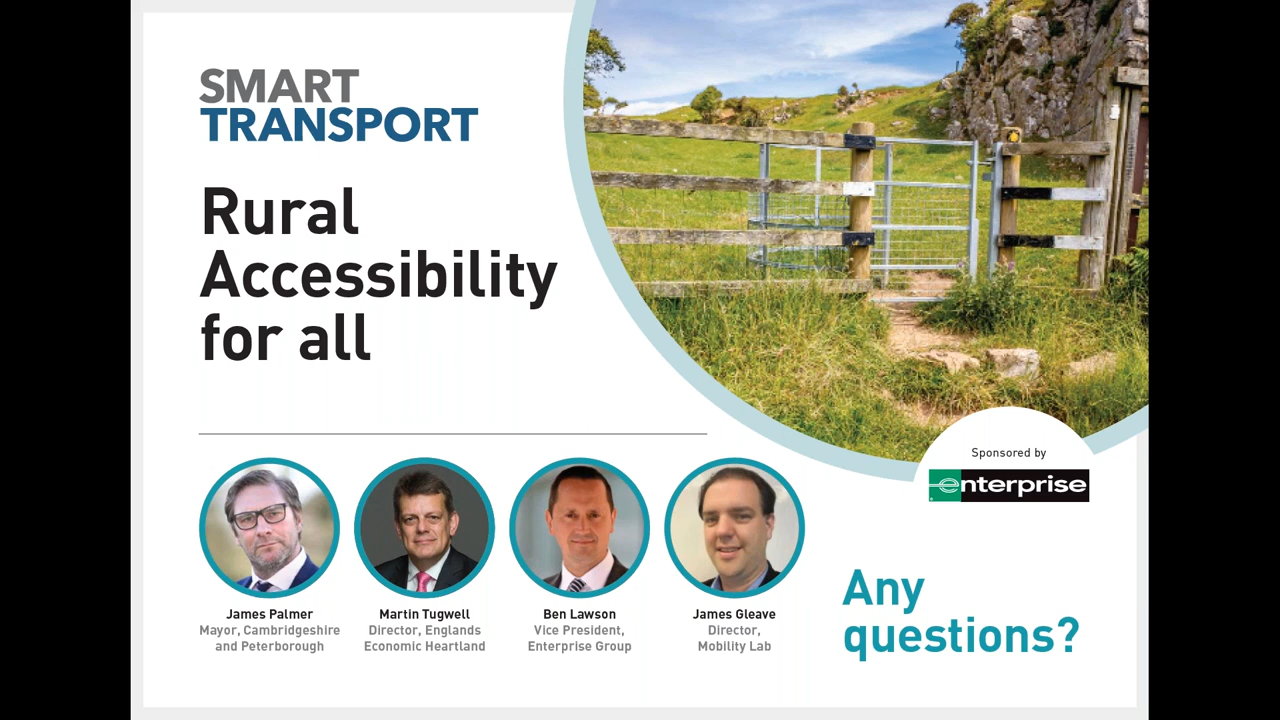 SMART
TRANSPORT
Rural
Accessibility
for all
Sponsored by
enterprise
James Palmer
Mayor, Cambridgeshire
and Peterborough
Martin Tugwell
Director, Englands
Economic Heartland
Ben Lawson
Vice President,
Enterprise Group
James Gleave
Director,
Mobility Lab
Any
questions?